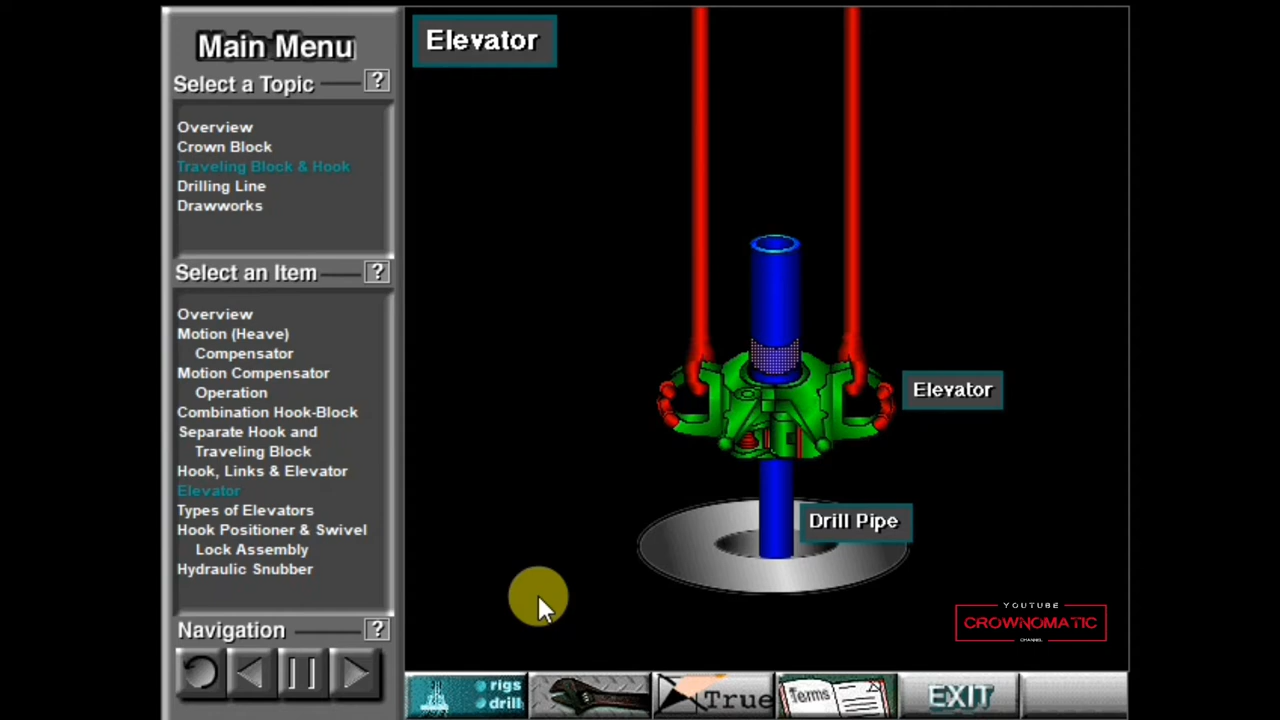 Main Menu
Select a Topic ?
Overview
Crown Block
Traveling Block & Hook
Drilling Line
Drawworks
Select an Item ?
Overview
Motion (Heave)
Compensator
Motion Compensator
Operation
Combination Hook-Block
Separate Hook and
Traveling Block
Hook, Links & Elevator
Elevator
Types of Elevators
Hook Positioner & Swivel
Lock Assembly
Hydraulic Snubber
Navigation ?
Elevator
Elevator
Drill Pipe
YOUTUBE
CROWNOMATIC
CHANNEL
rigs
drill
True
Terms
EXIT